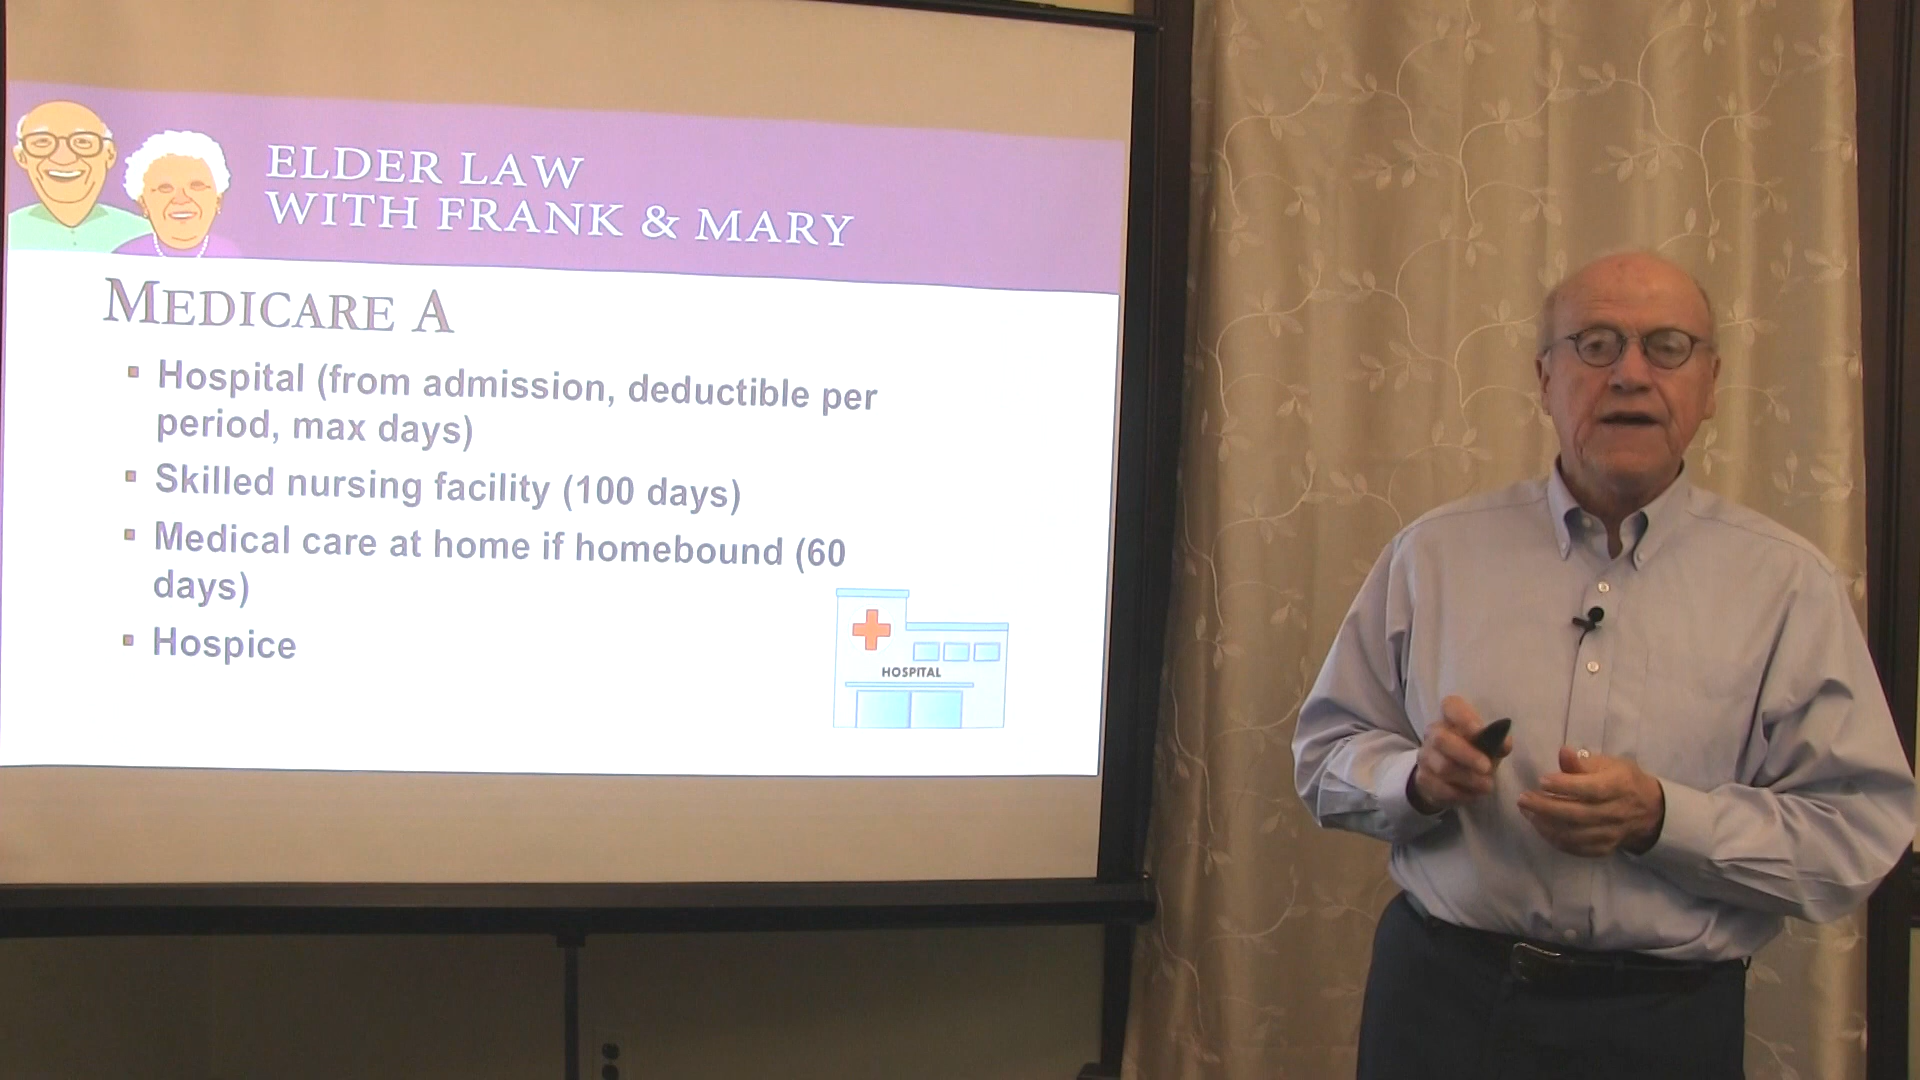 ELDER LAW
WITH FRANK & MARY
MEDICARE A
Hospital (from admission, deductible per
period, max days)
Skilled nursing facility (100 days)
Medical care at home if homebound (60
days)
Hospice
HOSPITAL